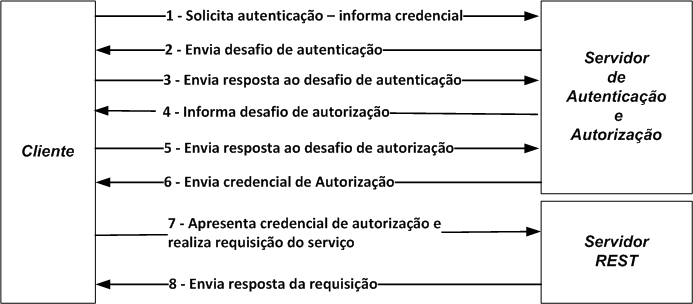 Cliente
1 - Solicita autenticação – informa credencial
2 - Envia desafio de autenticação
3 - Envia resposta ao desafio de autenticação
4 - Informa desafio de autorização
5 - Envia resposta ao desafio de autorização
6 - Envia credencial de Autorização
7 - Apresenta credencial de autorização e
realiza requisição do serviço
8 - Envia resposta da requisição
Servidor
de
Autenticação
e
Autorização
Servidor
REST